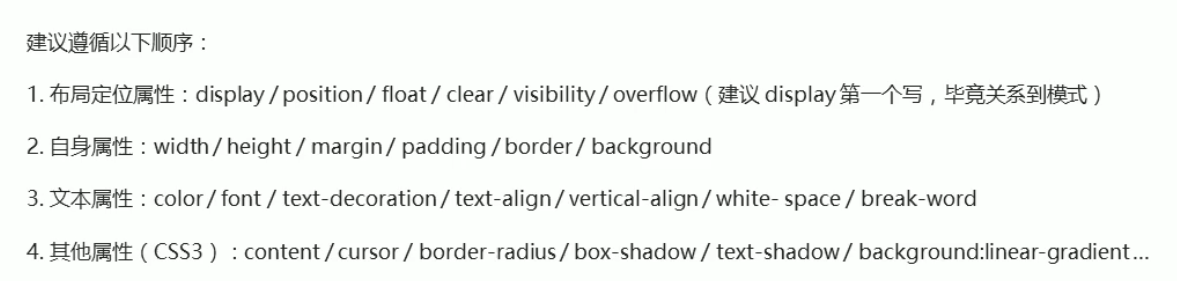 建议遵循以下顺序：
1. 布局定位属性：display / position / float / clear / visibility / overflow（建议 display 第一个写，毕竟关系到模式）
2. 自身属性：width / height / margin / padding / border / background
3. 文本属性：color / font / text-decoration / text-align / vertical-align / white- space / break-word
4. 其他属性（CSS3）：content / cursor / border-radius / box-shadow / text-shadow / background:linear-gradient…